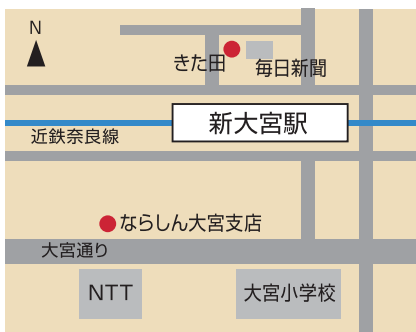 N
きた田
毎日新聞
新大宮駅
近鉄奈良線
ならしん大宮支店
大宮通り
NTT
大宮小学校